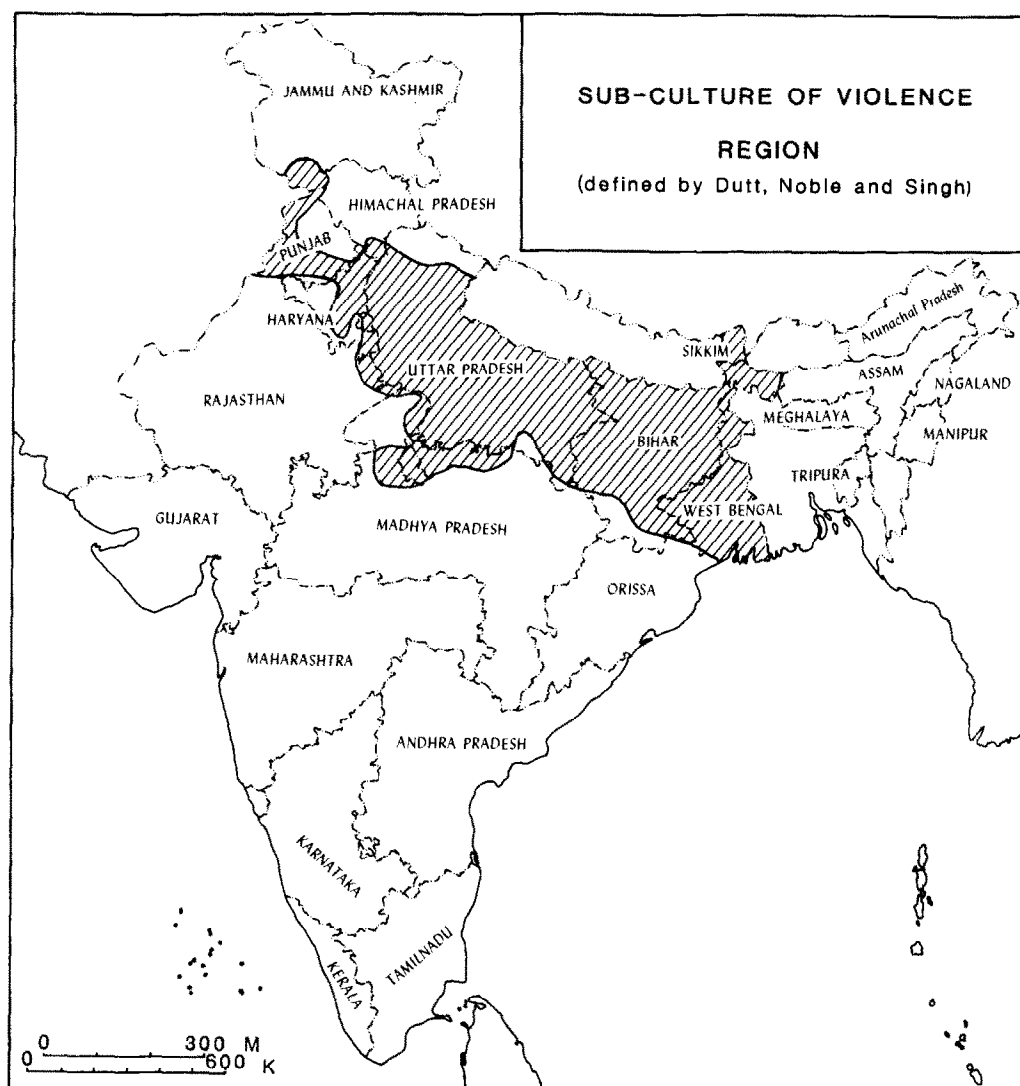 SUB-CULTURE OF VIOLENCE
REGION
(defined by Dutt, Noble and Singh)
JAMMU AND KASHMIR
HIMACHAL PRADESH
PUNJAB
HARYANA
Arunachal Pradesh
SIKKIM
ASSAM
NAGALAND
UTTAR PRADESH
RAJASTHAN
MEGHALAYA
MANIPUR
BIHAR
TRIPURA
WEST BENGAL
GUJARAT
MADHYA PRADESH
ORISSA
MAHARASHTRA
ANDHRA PRADESH
KARNATAKA
TAMILNADU
KERALA
0 300 M
0 600 K